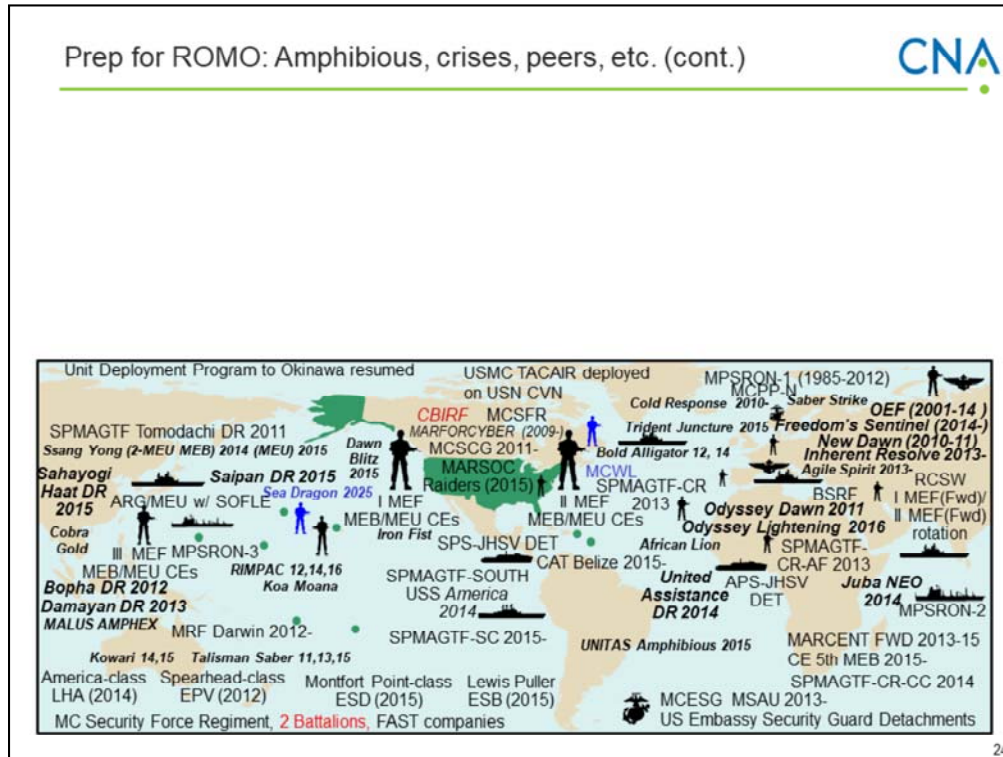 Prep for ROMO: Amphibious, crises, peers, etc. (cont.)
CNA
Unit Deployment Program to Okinawa resumed
USMC TACAIR deployed
on USN CVN
MPSRON-1 (1985-2012)
MCPP-N
Cold Response 2010-
Saber Strike
CBIRF MCSFR
OEF (2001-14 )
MARFORCYBER (2009-)
Trident Juncture 2015
Freedom's Sentinel (2014-)
SPMAGTF Tomodachi DR 2011
MCSCG 2011-
Bold Alligator 12, 14
New Dawn (2010-11)
Ssang Yong (2-MEU MEB) 2014 (MEU) 2015
Dawn
Blitz
2015
Inherent Resolve 2013-
Agile Spirit 2013-
Sahayogi
Haat DR
2015
Saipan DR 2015
MARSOC
Raiders (2015)
MCWL
SPMAGTF-CR
2013
ARG/MEU w/ SOFLE
Sea Dragon 2025
I MEF
MEB/MEU CEs
Iron Fist
II MEF
MEB/MEU CEs
BSRF
RCSW
I MEF(Fwd)/
II MEF(Fwd)
rotation
Odyssey Dawn 2011
Odyssey Lightening 2016
Cobra
Gold
III MEF
MEB/MEU CEs
MPSRON-3
SPS-JHSV DET
African Lion
SPMAGTF-
CR-AF 2013
RIMPAC 12,14,16
Koa Moana
CAT Belize 2015-
Bopha DR 2012
Damayan DR 2013
MALUS AMPHEX
SPMAGTF-SOUTH
USS America
2014
United
Assistance
DR 2014
APS-JHSV
DET
Juba NEO
2014
MPSRON-2
MRF Darwin 2012-
SPMAGTF-SC 2015-
UNITAS Amphibious 2015
MARCENT FWD 2013-15
CE 5th MEB 2015-
SPMAGTF-CR-CC 2014
Kowari 14,15
Talisman Saber 11,13,15
America-class
LHA (2014)
Spearhead-class
EPV (2012)
Montfort Point-class
ESD (2015)
Lewis Puller
ESB (2015)
MCESG MSAU 2013-
US Embassy Security Guard Detachments
MC Security Force Regiment, 2 Battalions, FAST companies
24